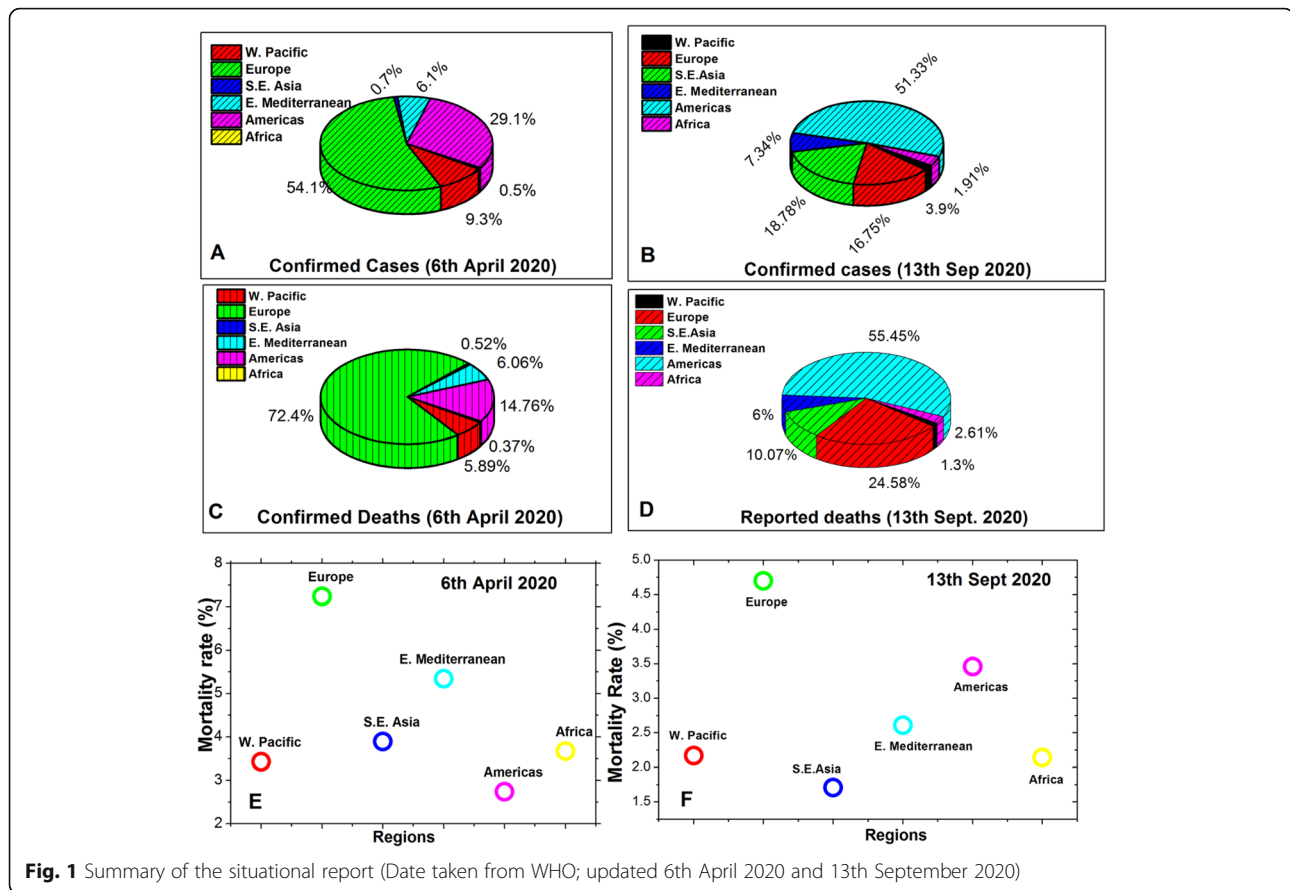 W. Pacific
Europe
S.E. Asia
E. Mediterranean
Americas
Africa
0.7%
6.1%
29.1%
0.5%
9.3%
54.1%
A
Confirmed Cases (6th April 2020)
W. Pacific
Europe
S.E.Asia
E. Mediterranean
Americas
Africa
51.33%
7.34%
18.78%
16.75%
3.9%
1.91%
B
Confirmed cases (13th Sep 2020)
W. Pacific
Europe
S.E. Asia
E. Mediterranean
Americas
Africa
0.52%
6.06%
14.76%
0.37%
5.89%
72.4%
C
Confirmed Deaths (6th April 2020)
W. Pacific
Europe
S.E.Asia
E. Mediterranean
Americas
Africa
55.45%
6%
10.07%
24.58%
1.3%
2.61%
D
Reported deaths (13th Sept. 2020)
8
7
6
5
4
3
2
Mortality rate (%)
6th April 2020
Europe
E. Mediterranean
S.E. Asia
W. Pacific
Africa
Americas
E
Regions
5.0
4.5
4.0
3.5
3.0
2.5
2.0
1.5
Mortality Rate (%)
13th Sept 2020
Europe
Americas
W. Pacific
E. Mediterranean
S.E.Asia
Africa
F
Regions
Fig. 1 Summary of the situational report (Date taken from WHO; updated 6th April 2020 and 13th September 2020)